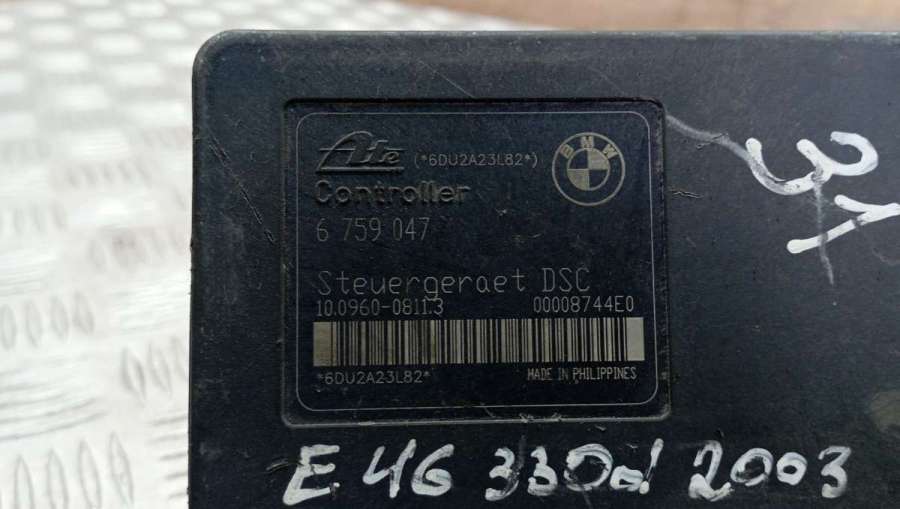 Ate (*6DU2A23L82*)
BMW
Controller
6 759 047
Steuergeraet DSC
10.0960-0811.3 00008744E0
*6DU2A23L82* MADE IN PHILIPPINES
31
E46 330d 2003